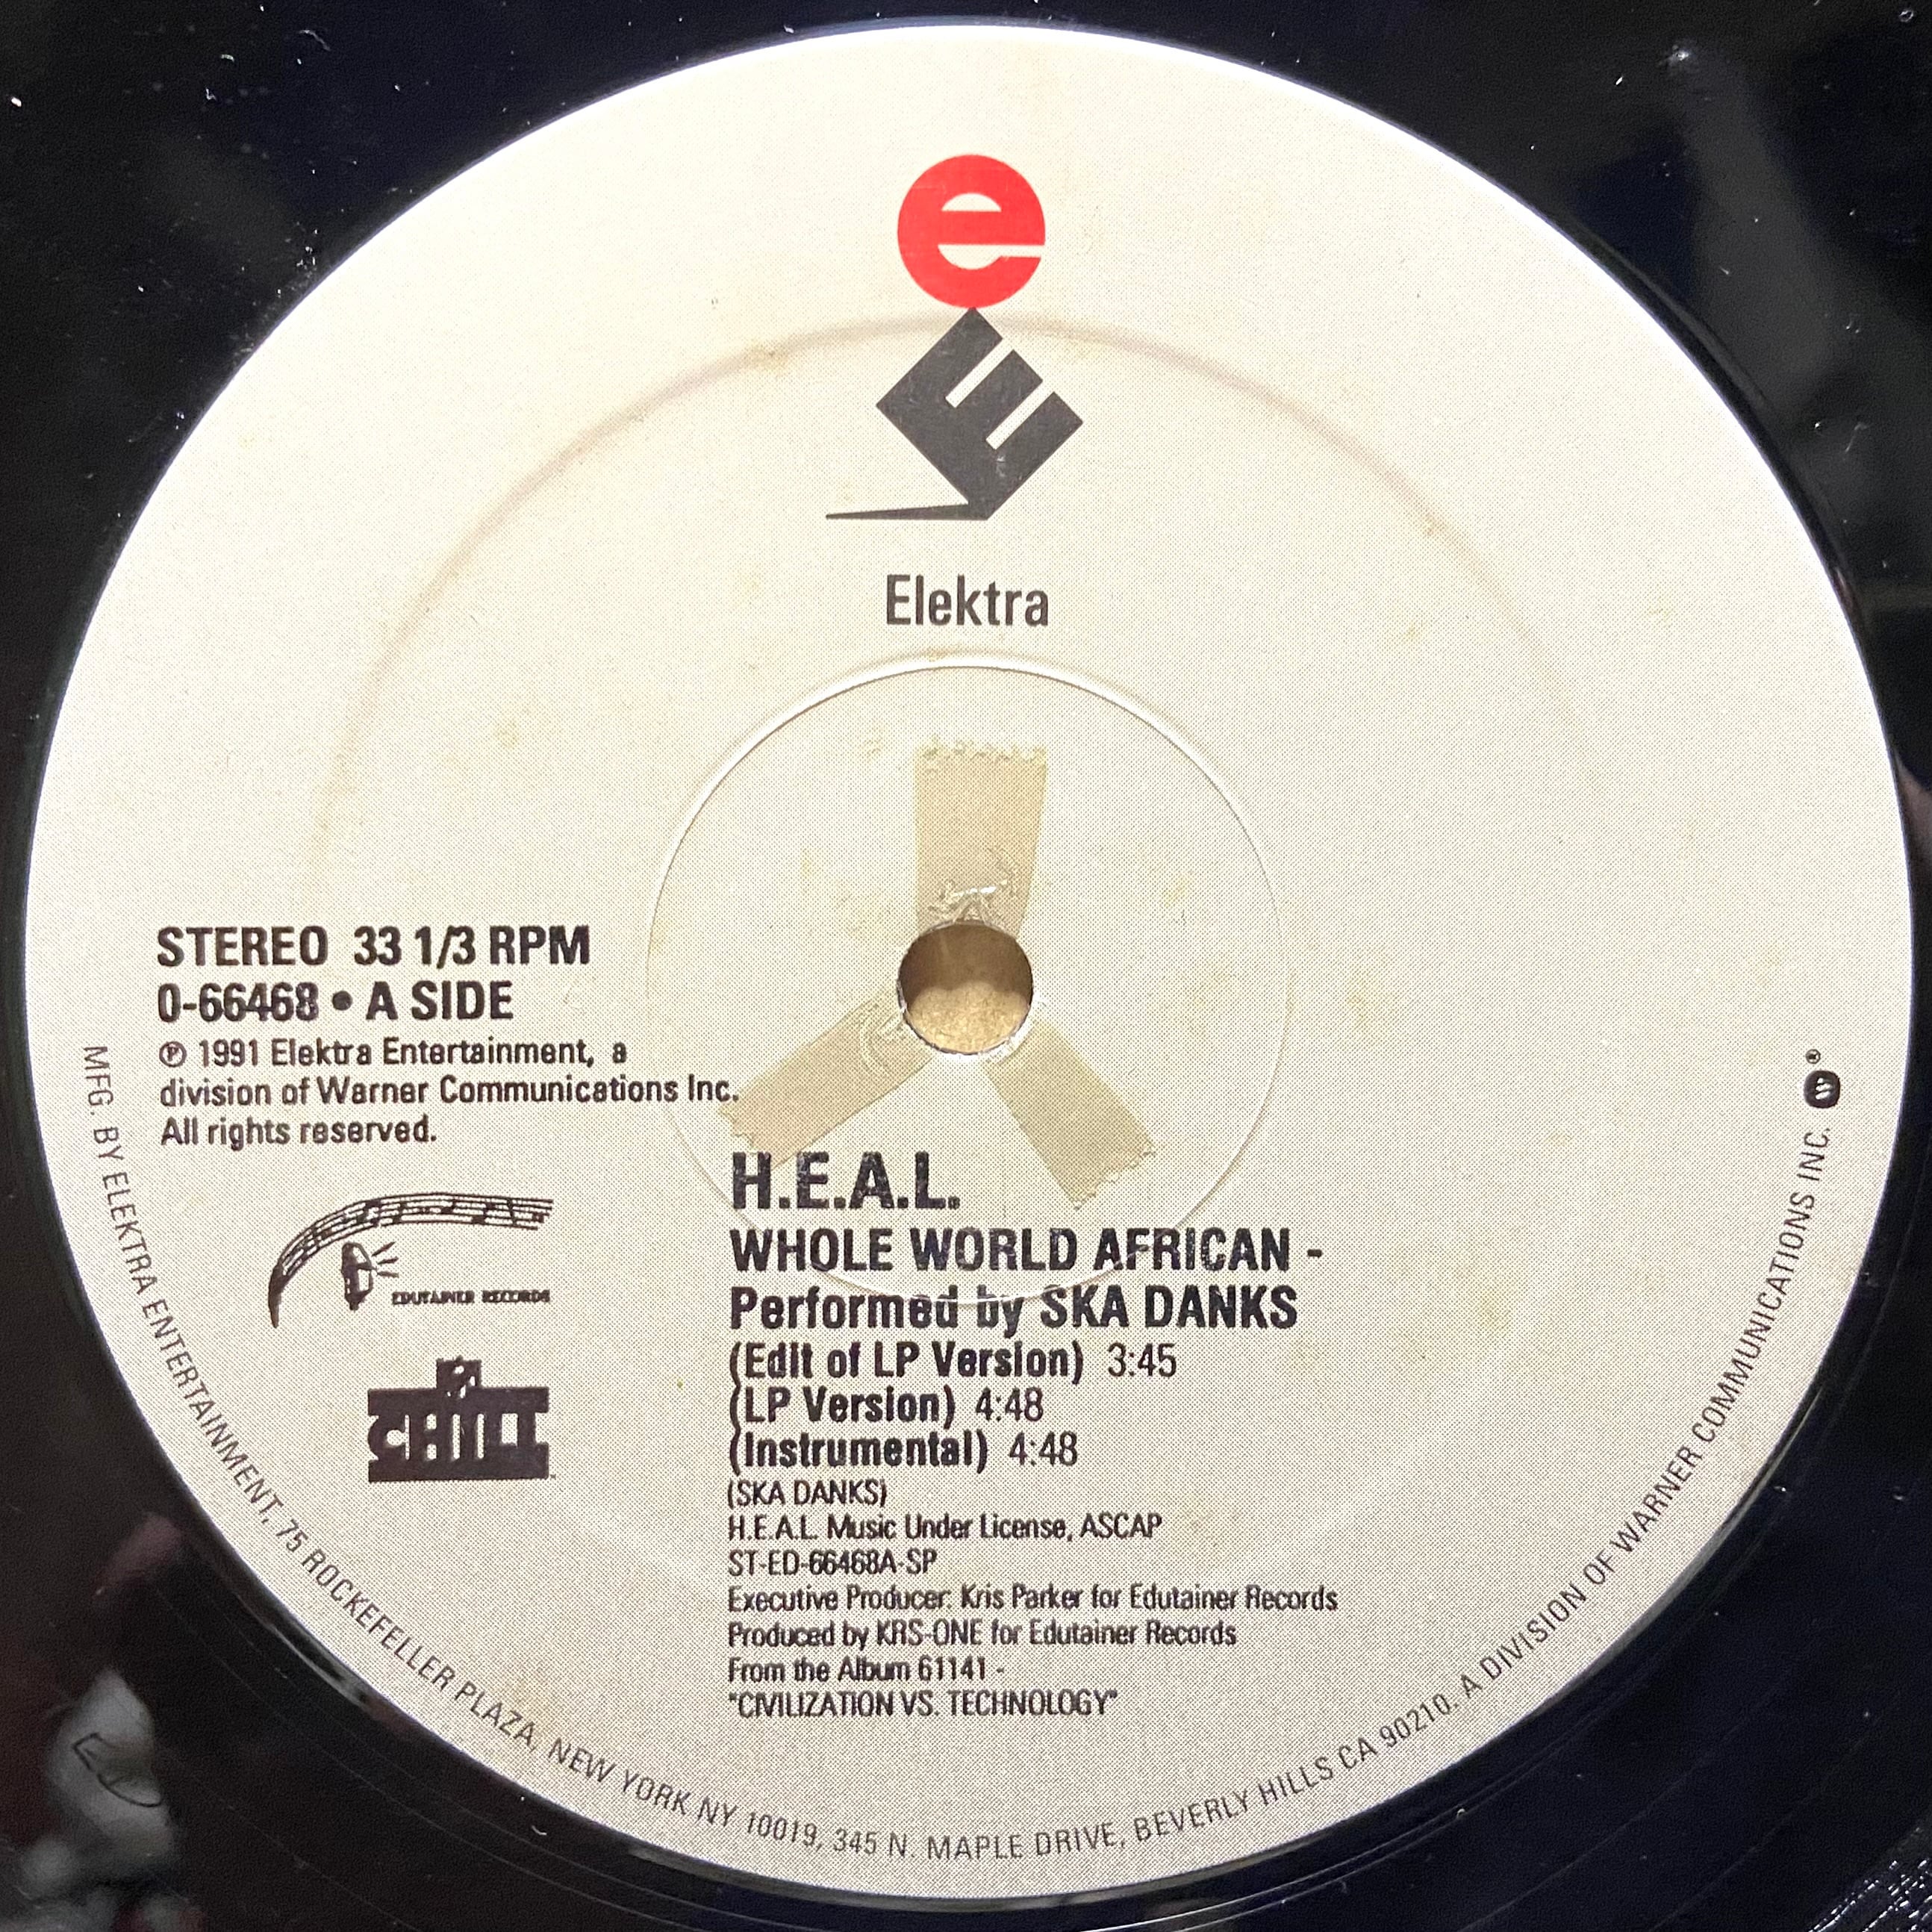 e
E
Elektra
STEREO 33 1/3 RPM
0-66468 • A SIDE
℗ 1991 Elektra Entertainment, a
division of Warner Communications Inc.
All rights reserved.
EDUTAINER RECORDS
CHILL
H.E.A.L.
WHOLE WORLD AFRICAN -
Performed by SKA DANKS
(Edit of LP Version) 3:45
(LP Version) 4:48
(Instrumental) 4:48
(SKA DANKS)
H.E.A.L. Music Under License, ASCAP
ST-ED-66468A-SP
Executive Producer: Kris Parker for Edutainer Records
Produced by KRS-ONE for Edutainer Records
From the Album 61141 -
"CIVILIZATION VS. TECHNOLOGY"
MFG. BY ELEKTRA ENTERTAINMENT, 75 ROCKEFELLER PLAZA, NEW YORK NY 10019, 345 N. MAPLE DRIVE, BEVERLY HILLS CA 90210. A DIVISION OF WARNER COMMUNICATIONS INC. ®